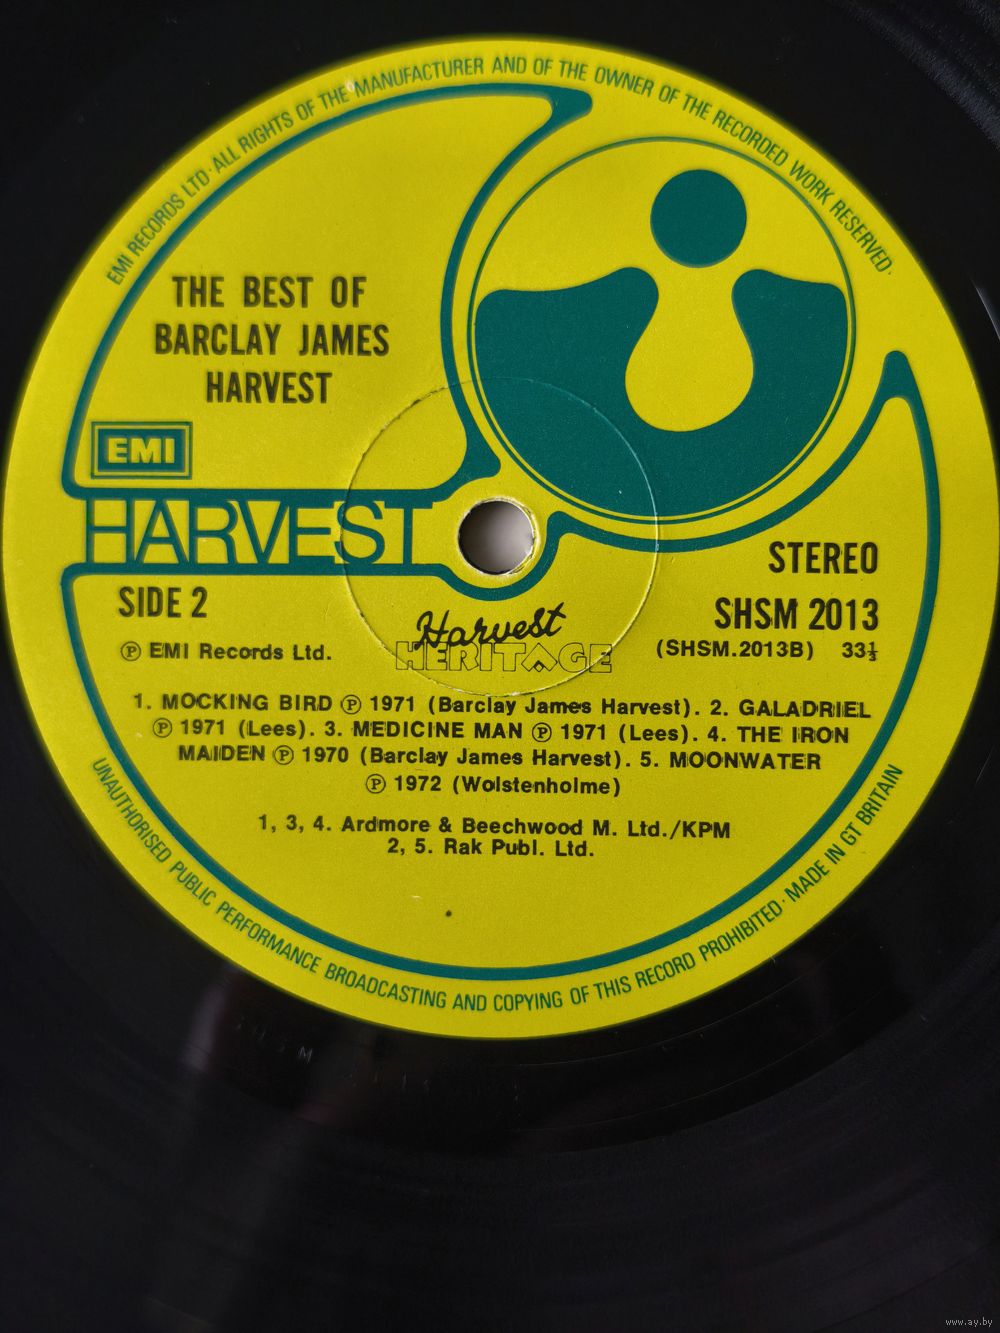 EMI RECORDS LTD· ALL RIGHTS OF THE MANUFACTURER AND OF THE OWNER OF THE RECORDED WORK RESERVED·
THE BEST OF
BARCLAY JAMES
HARVEST
EMI
HARVEST
STEREO
SIDE 2
SHSM 2013
Harvest
HERITAGE
℗ EMI Records Ltd.
(SHSM.2013B) 33⅓
1. MOCKING BIRD ℗ 1971 (Barclay James Harvest). 2. GALADRIEL
℗ 1971 (Lees). 3. MEDICINE MAN ℗ 1971 (Lees). 4. THE IRON
MAIDEN ℗ 1970 (Barclay James Harvest). 5. MOONWATER
℗ 1972 (Wolstenholme)
1, 3, 4. Ardmore & Beechwood M. Ltd./KPM
2, 5. Rak Publ. Ltd.
UNAUTHORISED PUBLIC PERFORMANCE BROADCASTING AND COPYING OF THIS RECORD PROHIBITED· MADE IN GT BRITAIN
www.ay.by